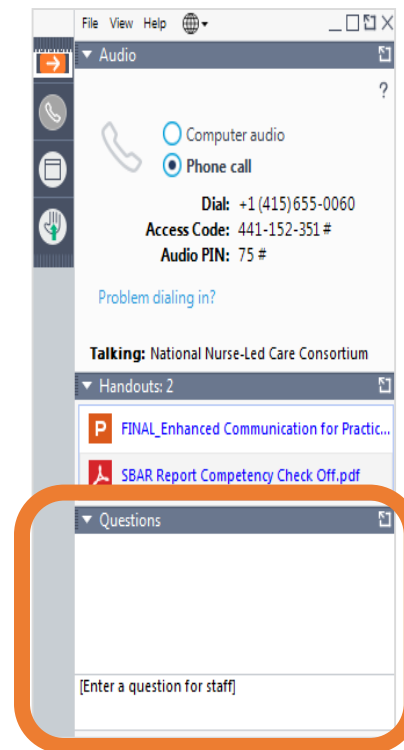 File View Help
Audio
?
Computer audio
Phone call
Dial: +1 (415) 655-0060
Access Code: 441-152-351 #
Audio PIN: 75 #
Problem dialing in?
Talking: National Nurse-Led Care Consortium
Handouts: 2
P FINAL_Enhanced Communication for Practic...
SBAR Report Competency Check Off.pdf
Questions
[Enter a question for staff]